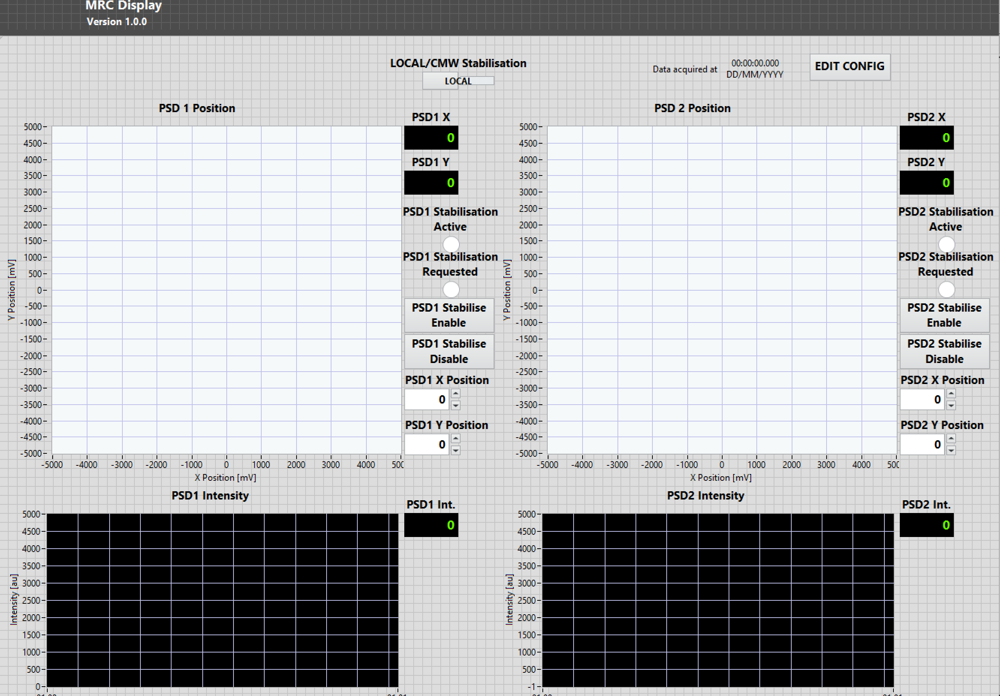 MRC Display
Version 1.0.0
LOCAL/CMW Stabilisation
LOCAL
Data acquired at
00:00:00.000
DD/MM/YYYY
EDIT CONFIG
PSD 1 Position
5000
4500
4000
3500
3000
2500
2000
1500
1000
500
0
-500
-1000
-1500
-2000
-2500
-3000
-3500
-4000
-4500
-5000
Y Position [mV]
-5000 -4000 -3000 -2000 -1000 0 1000 2000 3000 4000 500
X Position [mV]
PSD1 X
0
PSD1 Y
0
PSD1 Stabilisation
Active
PSD1 Stabilisation
Requested
PSD1 Stabilise
Enable
PSD1 Stabilise
Disable
PSD1 X Position
0
PSD1 Y Position
0
PSD 2 Position
5000
4500
4000
3500
3000
2500
2000
1500
1000
500
0
-500
-1000
-1500
-2000
-2500
-3000
-3500
-4000
-4500
-5000
Y Position [mV]
-5000 -4000 -3000 -2000 -1000 0 1000 2000 3000 4000 500
X Position [mV]
PSD2 X
0
PSD2 Y
0
PSD2 Stabilisation
Active
PSD2 Stabilisation
Requested
PSD2 Stabilise
Enable
PSD2 Stabilise
Disable
PSD2 X Position
0
PSD2 Y Position
0
PSD1 Intensity
5000
4500
4000
3500
3000
2500
2000
1500
1000
500
0
Intensity [au]
PSD1 Int.
0
PSD2 Intensity
5000
4500
4000
3500
3000
2500
2000
1500
1000
500
-1
Intensity [au]
PSD2 Int.
0